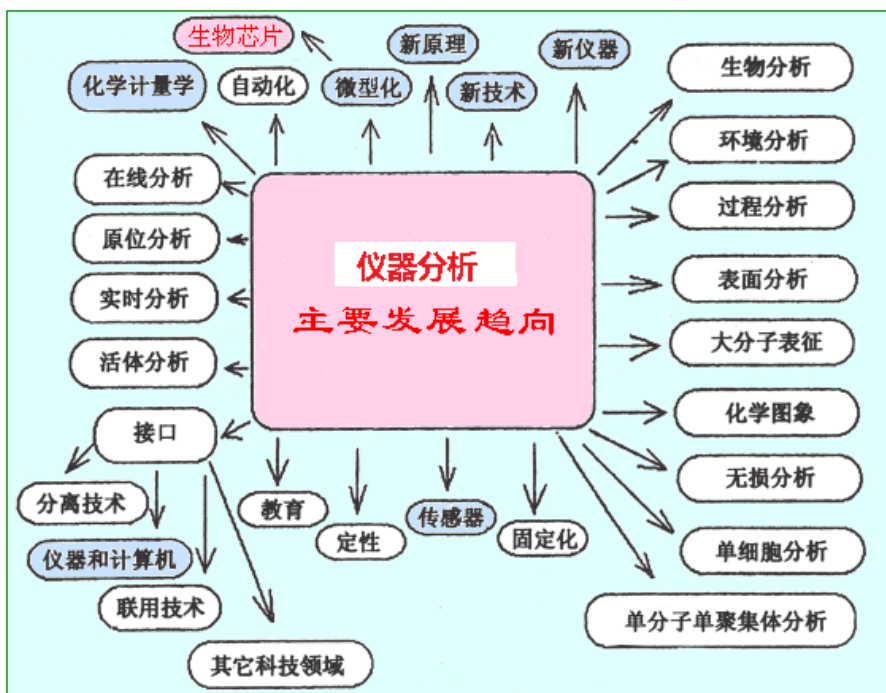 生物芯片
新原理
新仪器
化学计量学
自动化
微型化
新技术
生物分析
环境分析
在线分析
过程分析
原位分析
仪器分析
主要发展趋向
实时分析
表面分析
活体分析
大分子表征
接口
化学图象
分离技术
教育
定性
传感器
固定化
无损分析
仪器和计算机
单细胞分析
联用技术
单分子单聚集体分析
其它科技领域